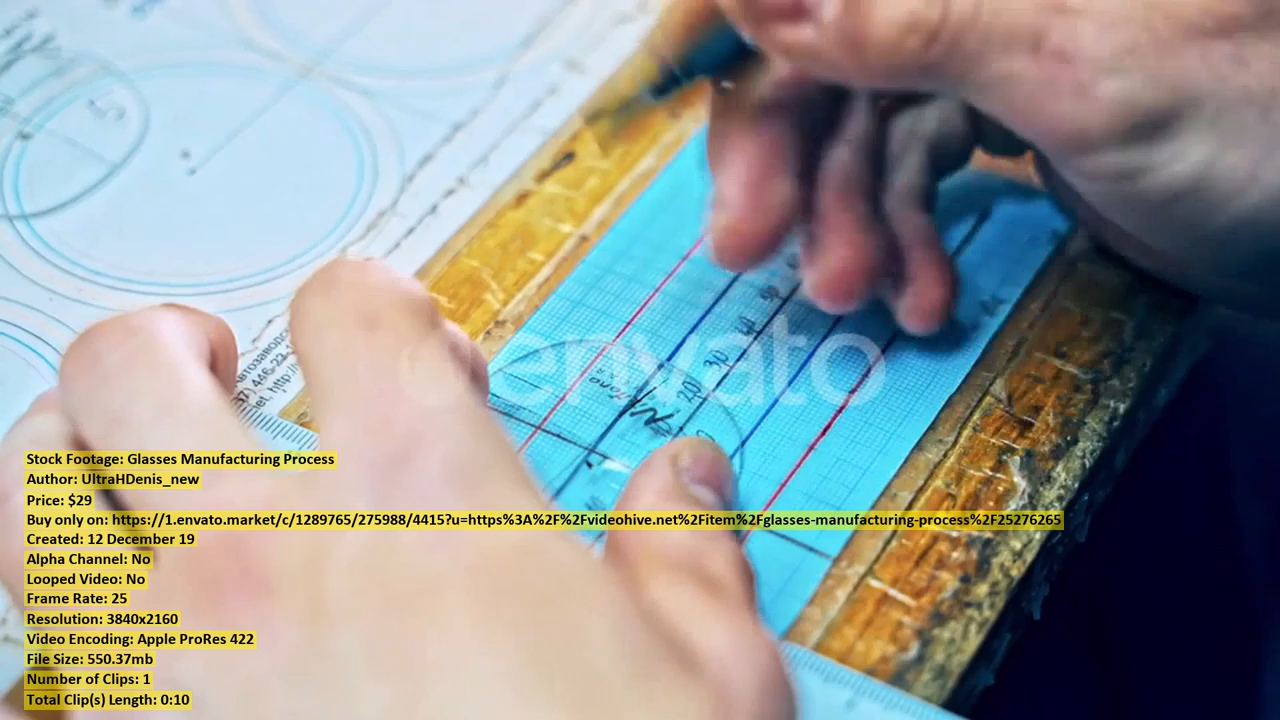 envato
30
20
Stock Footage: Glasses Manufacturing Process
Author: UltraHDenis_new
Price: $29
Buy only on: https://1.envato.market/c/1289765/275988/4415?u=https%3A%2F%2Fvideohive.net%2Fitem%2Fglasses-manufacturing-process%2F25276265
Created: 12 December 19
Alpha Channel: No
Looped Video: No
Frame Rate: 25
Resolution: 3840x2160
Video Encoding: Apple ProRes 422
File Size: 550.37mb
Number of Clips: 1
Total Clip(s) Length: 0:10